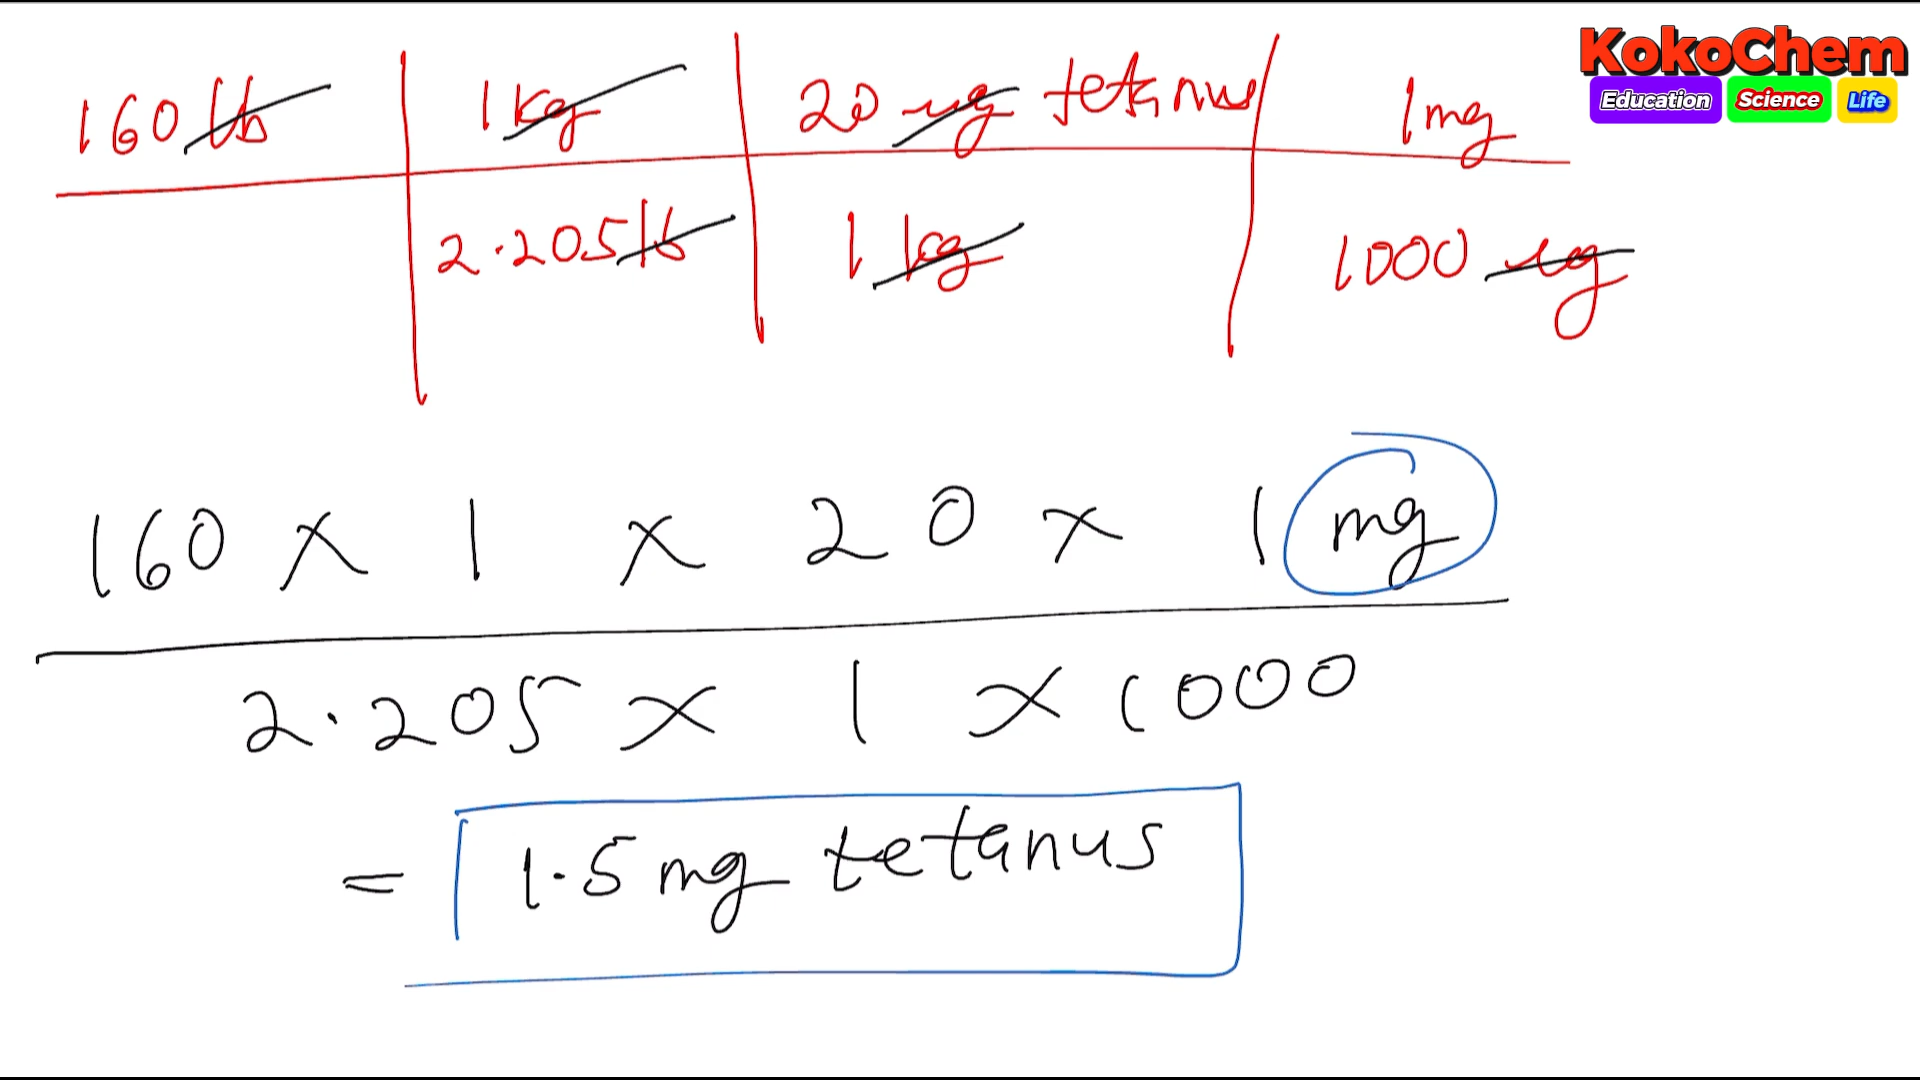 KokoChem
Education Science Life
160 lb 1 kg 20 ug tetanus 1 mg
2.205 lb 1 kg 1000 ug
160 x 1 x 20 x 1 mg
2.205 x 1 x 1000
= 1.5 mg tetanus